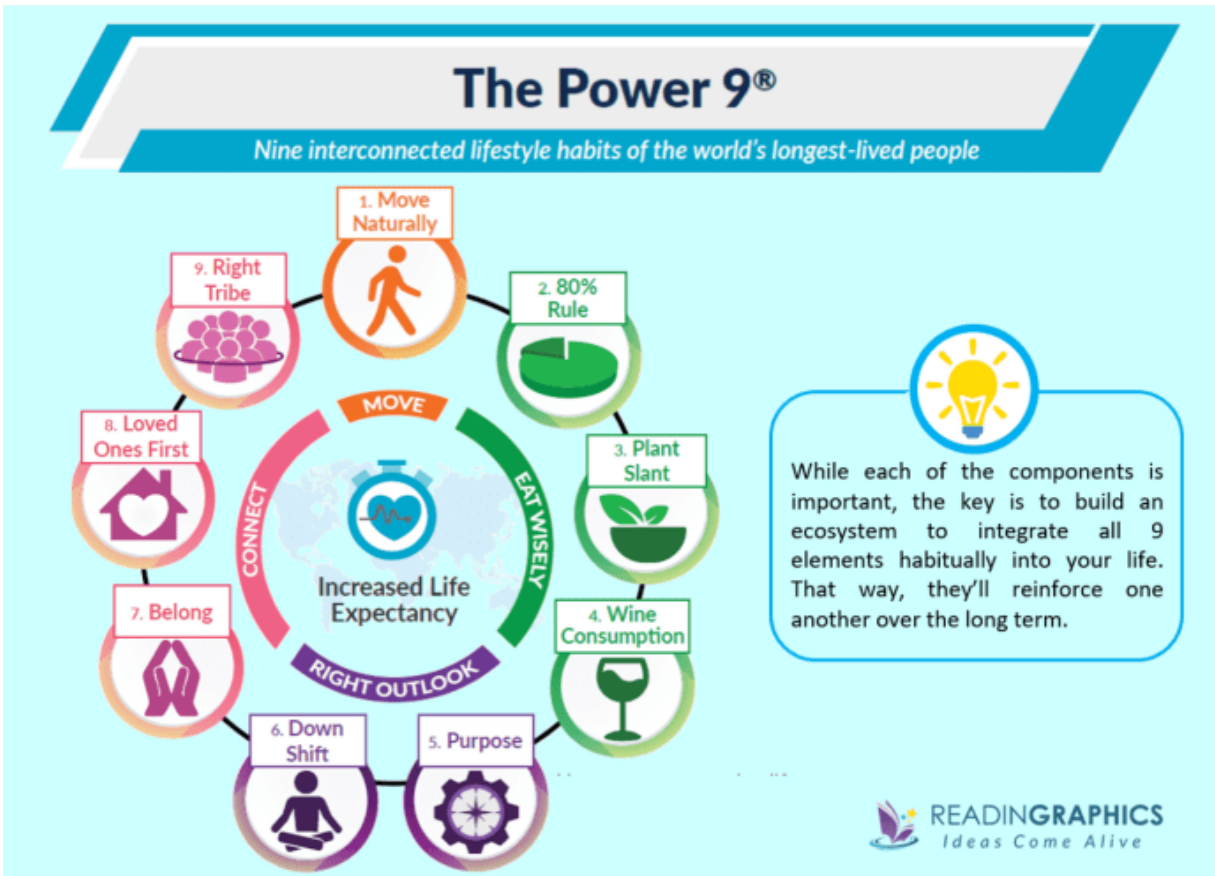 The Power 9®
Nine interconnected lifestyle habits of the world's longest-lived people
1. Move
Naturally
2. 80%
Rule
3. Plant
Slant
4. Wine
Consumption
5. Purpose
6. Down
Shift
7. Belong
8. Loved
Ones First
9. Right
Tribe
MOVE
EAT WISELY
RIGHT OUTLOOK
CONNECT
Increased Life
Expectancy
While each of the components is
important, the key is to build an
ecosystem to integrate all 9
elements habitually into your life.
That way, they'll reinforce one
another over the long term.
READINGRAPHICS
Ideas Come Alive